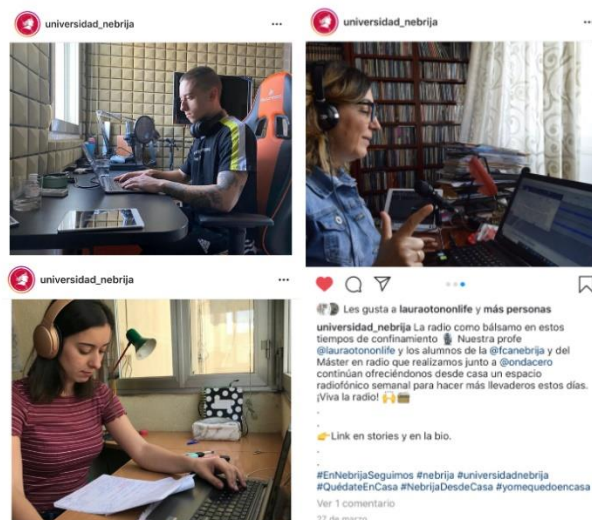 universidad_nebrija
universidad_nebrija
universidad_nebrija
Les gusta a lauraotononlife y más personas
universidad_nebrija La radio como bálsamo en estos
tiempos de confinamiento 🎙️ Nuestra profe
@lauraotononlife y los alumnos de la @fcanebrija y del
Máster en radio que realizamos junto a @ondacero
continúan ofreciéndonos desde casa un espacio
radiofónico semanal para hacer más llevaderos estos días.
¡Viva la radio! 🙌📻
.
.
👉Link en stories y en la bio.
.
.
#EnNebrijaSeguimos #nebrija #universidadnebrija
#QuédateEnCasa #NebrijaDesdeCasa #yomequedoencasa
Ver 1 comentario
27 de marzo